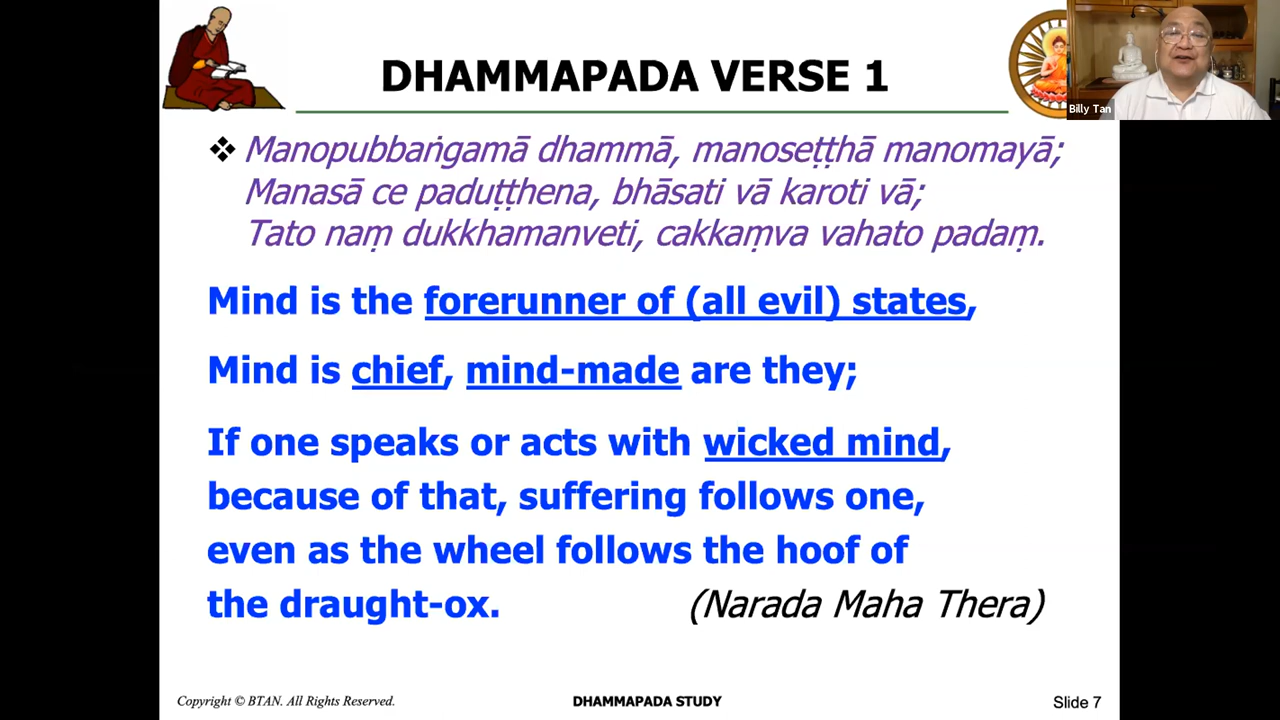 DHAMMAPADA VERSE 1
Billy Tan
❖ Manopubbaṅgamā dhammā, manoseṭṭhā manomayā;
Manasā ce paduṭṭhena, bhāsati vā karoti vā;
Tato naṃ dukkhamanveti, cakkaṃva vahato padaṃ.
Mind is the forerunner of (all evil) states,
Mind is chief, mind-made are they;
If one speaks or acts with wicked mind,
because of that, suffering follows one,
even as the wheel follows the hoof of
the draught-ox. (Narada Maha Thera)
Copyright © BTAN. All Rights Reserved. DHAMMAPADA STUDY Slide 7